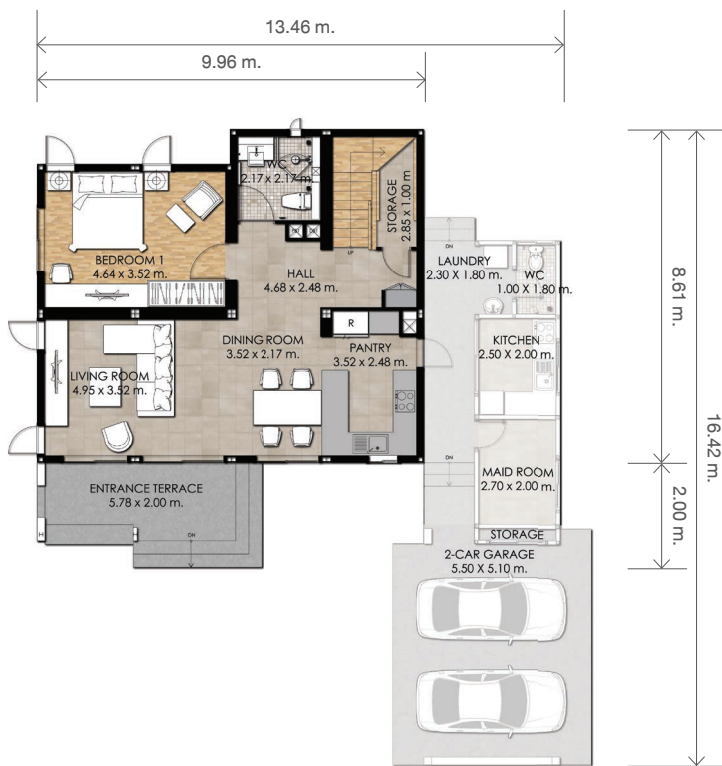 13.46 m.
9.96 m.
WC
2.17 x 2.17 m.
STORAGE
2.85 x 1.00 m
BEDROOM 1
4.64 x 3.52 m.
HALL
4.68 x 2.48 m.
UP
DN
LAUNDRY
2.30 X 1.80 m.
WC
1.00 X 1.80 m.
8.61 m.
16.42 m.
R
DINING ROOM
3.52 x 2.17 m.
PANTRY
3.52 x 2.48 m.
KITCHEN
2.50 X 2.00 m.
LIVING ROOM
4.95 x 3.52 m.
DN
MAID ROOM
2.70 x 2.00 m.
2.00 m.
ENTRANCE TERRACE
5.78 x 2.00 m.
H
DN
STORAGE
2-CAR GARAGE
5.50 X 5.10 m.